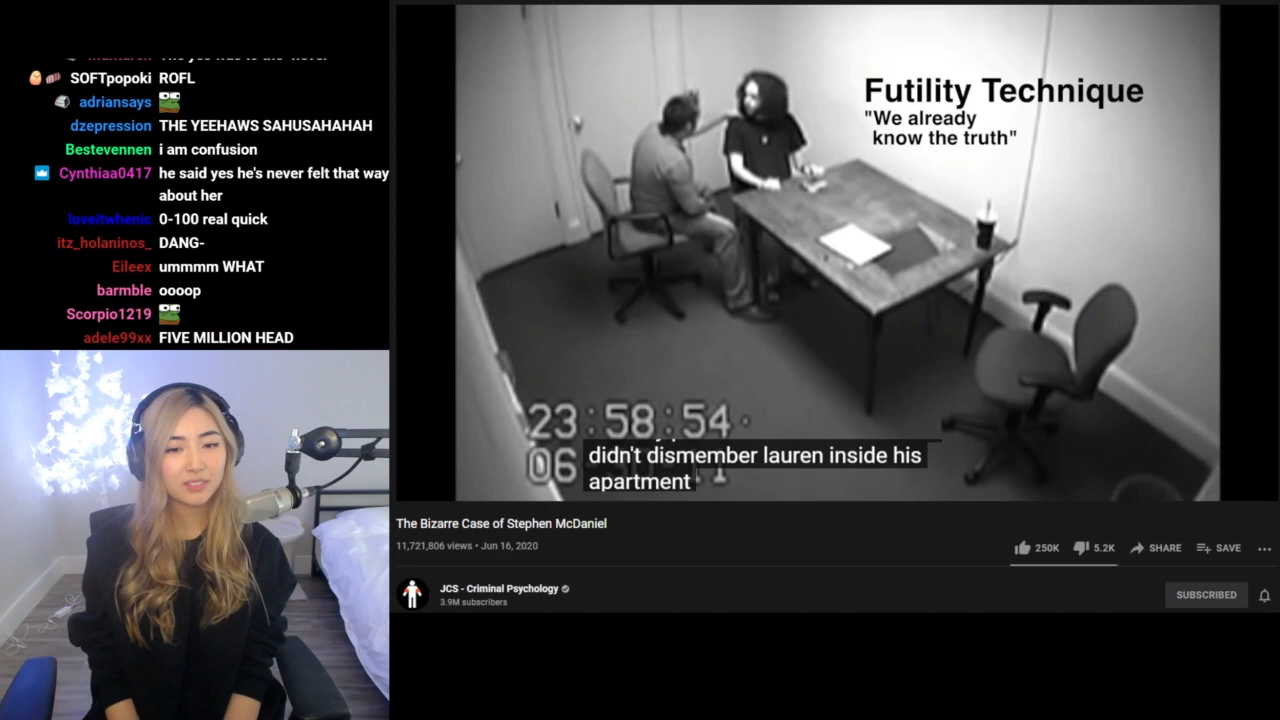 SOFTpopoki ROFL
adriansays
dzepression THE YEEHAWS SAHUSAHAHAH
Bestevennen i am confusion
Cynthiaa0417 he said yes he's never felt that way
about her
loveitwhenic 0-100 real quick
itz_holaninos_ DANG-
Eileex ummmm WHAT
barmble oooop
Scorpio1219
adele99xx FIVE MILLION HEAD
Futility Technique
"We already
know the truth"
23:58:54
06
didn't dismember lauren inside his
apartment
The Bizarre Case of Stephen McDaniel
11,721,806 views • Jun 16, 2020
250K 5.2K SHARE SAVE
JCS - Criminal Psychology
3.9M subscribers
SUBSCRIBED